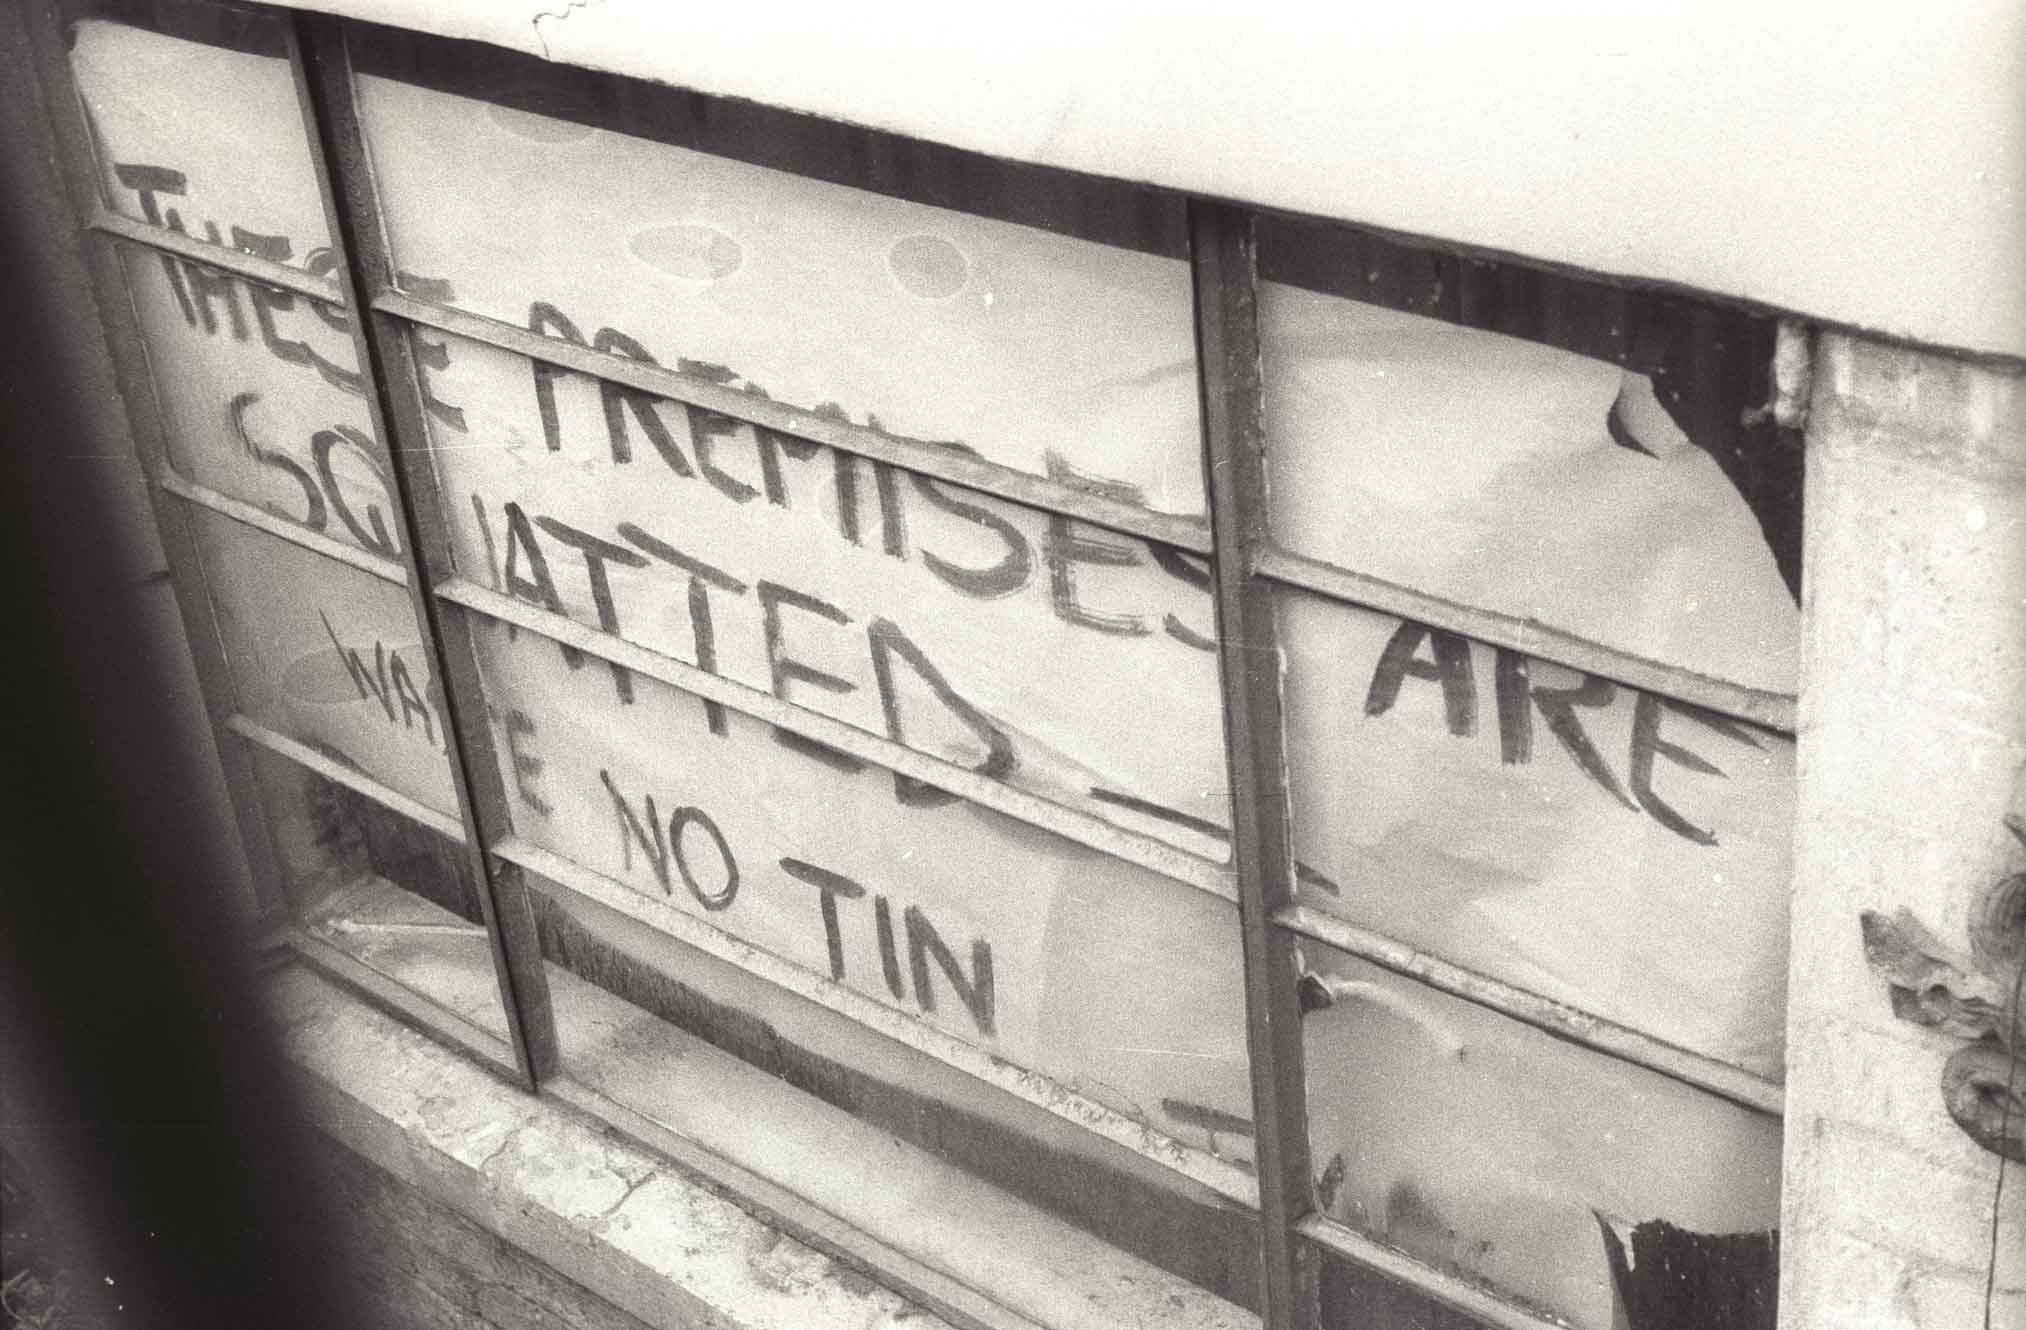 THESE PREMISES ARE
SQUATTED
NO TIN